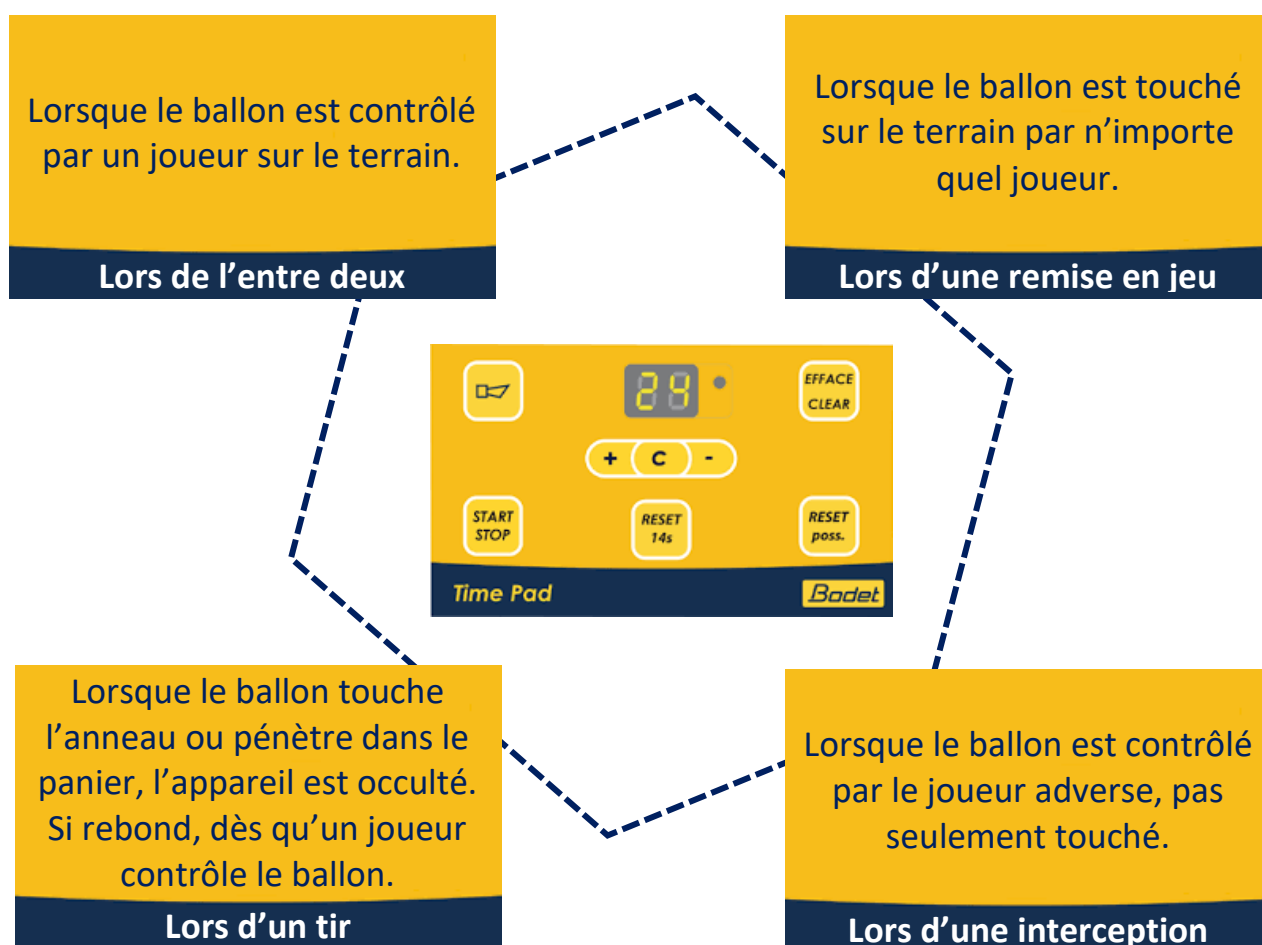 Lorsque le ballon est contrôlé
par un joueur sur le terrain.
Lors de l’entre deux
Lorsque le ballon est touché
sur le terrain par n’importe
quel joueur.
Lors d’une remise en jeu
24
EFFACE
CLEAR
+ C -
START
STOP
RESET
14s
RESET
poss.
Time Pad
Bodet
Lorsque le ballon touche
l’anneau ou pénètre dans le
panier, l’appareil est occulté.
Si rebond, dès qu’un joueur
contrôle le ballon.
Lors d’un tir
Lorsque le ballon est contrôlé
par le joueur adverse, pas
seulement touché.
Lors d’une interception